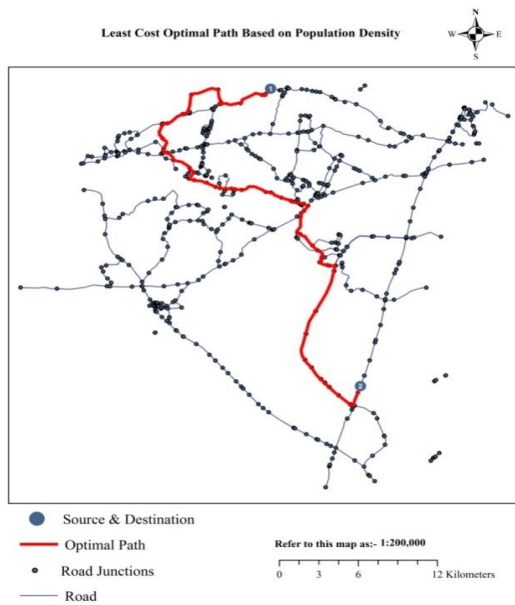 N
Least Cost Optimal Path Based on Population Density
W E
S
1
2
Source & Destination
Optimal Path
Road Junctions
Road
Refer to this map as:- 1:200,000
0 3 6 12 Kilometers